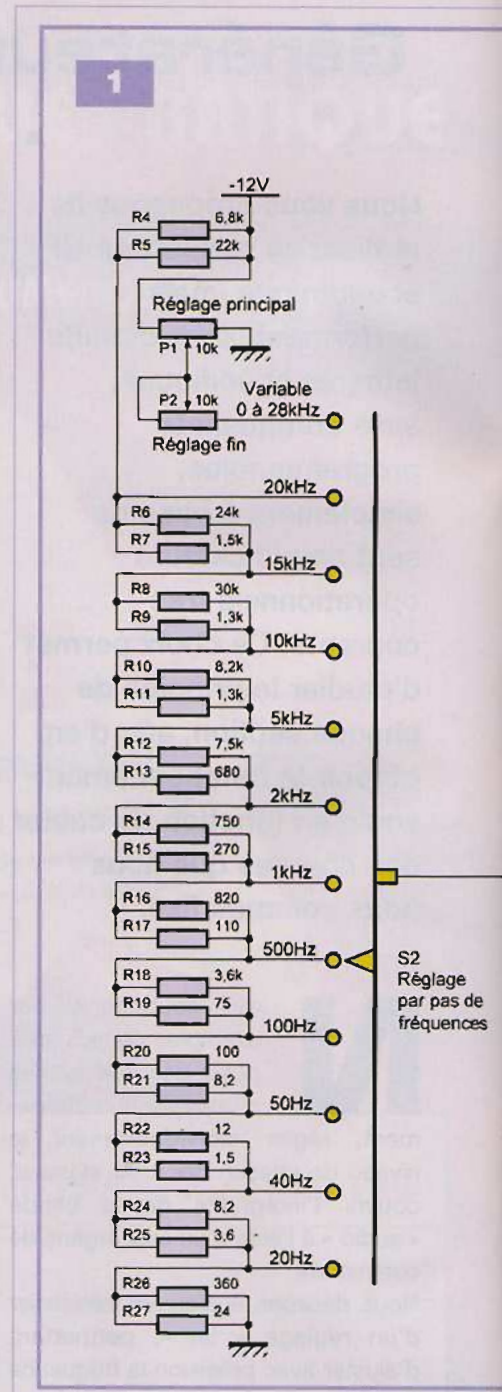 1
-12V
R4 6,8k
R5 22k
Réglage principal
P1 10k
P2 10k
Variable
0 à 28kHz
Réglage fin
20kHz
R6 24k
R7 1,5k
15kHz
R8 30k
R9 1,3k
10kHz
R10 8,2k
R11 1,3k
5kHz
R12 7,5k
R13 680
2kHz
R14 750
R15 270
1kHz
R16 820
R17 110
500Hz
S2
Réglage
par pas de
fréquences
R18 3,6k
R19 75
100Hz
R20 100
R21 8,2
50Hz
R22 12
R23 1,5
40Hz
R24 8,2
R25 3,6
20Hz
R26 360
R27 24